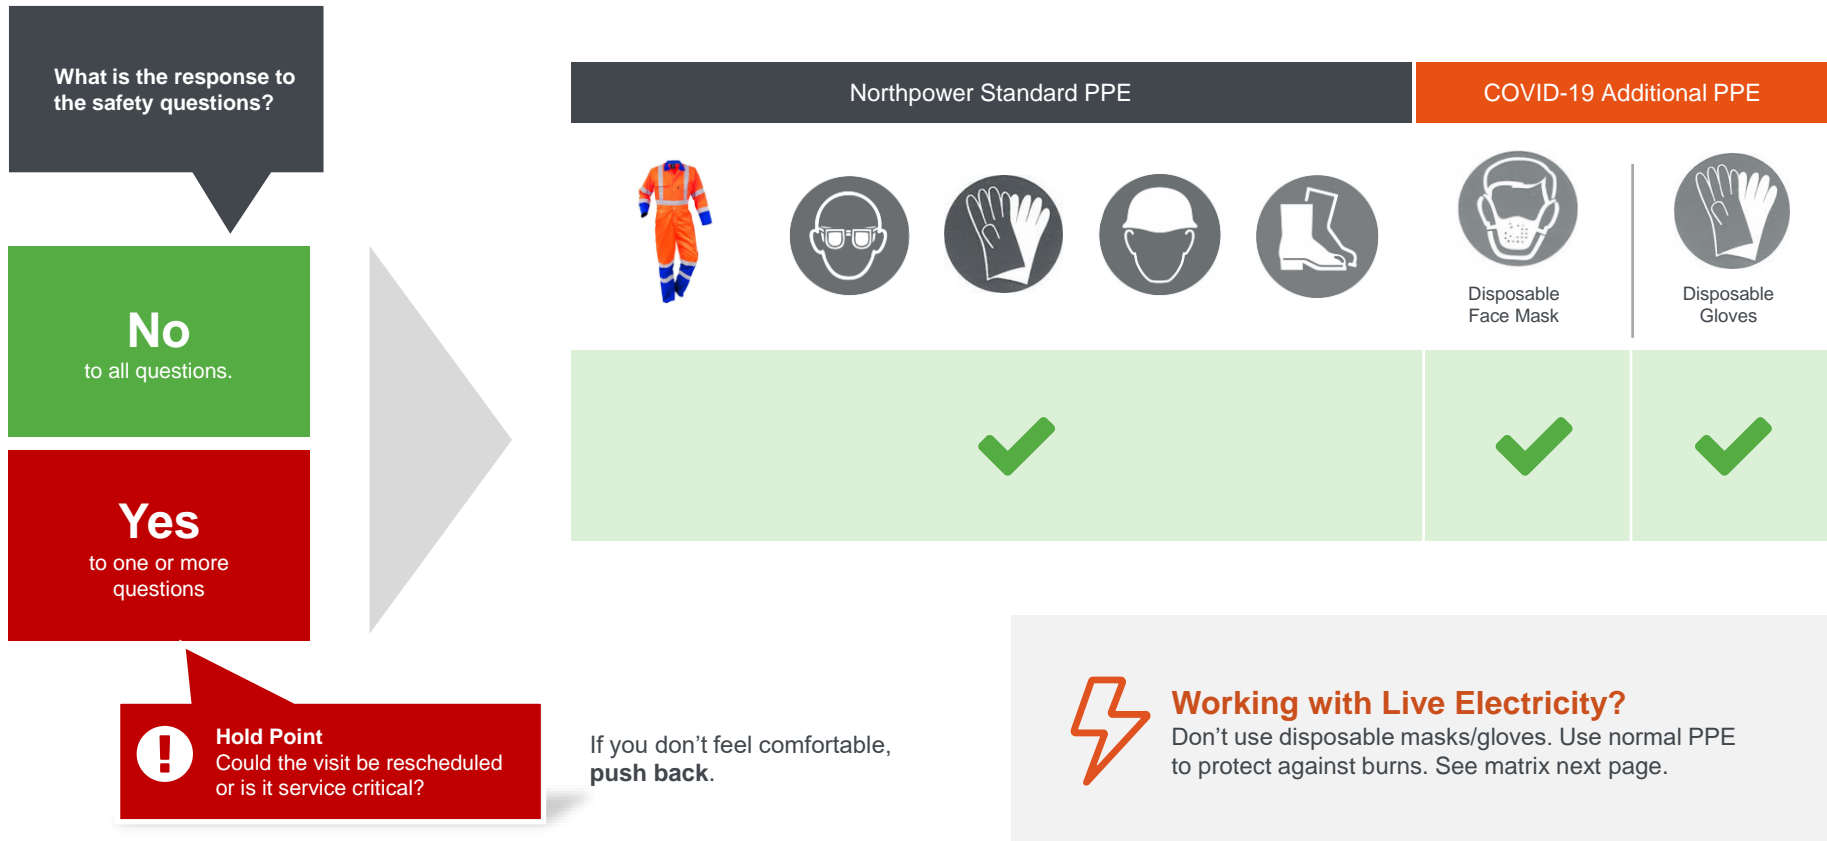 What is the response to
the safety questions?
Northpower Standard PPE
COVID-19 Additional PPE
Disposable
Face Mask
Disposable
Gloves
No
to all questions.
Yes
to one or more
questions
Hold Point
Could the visit be rescheduled
or is it service critical?
If you don’t feel comfortable,
push back.
Working with Live Electricity?
Don’t use disposable masks/gloves. Use normal PPE
to protect against burns. See matrix next page.